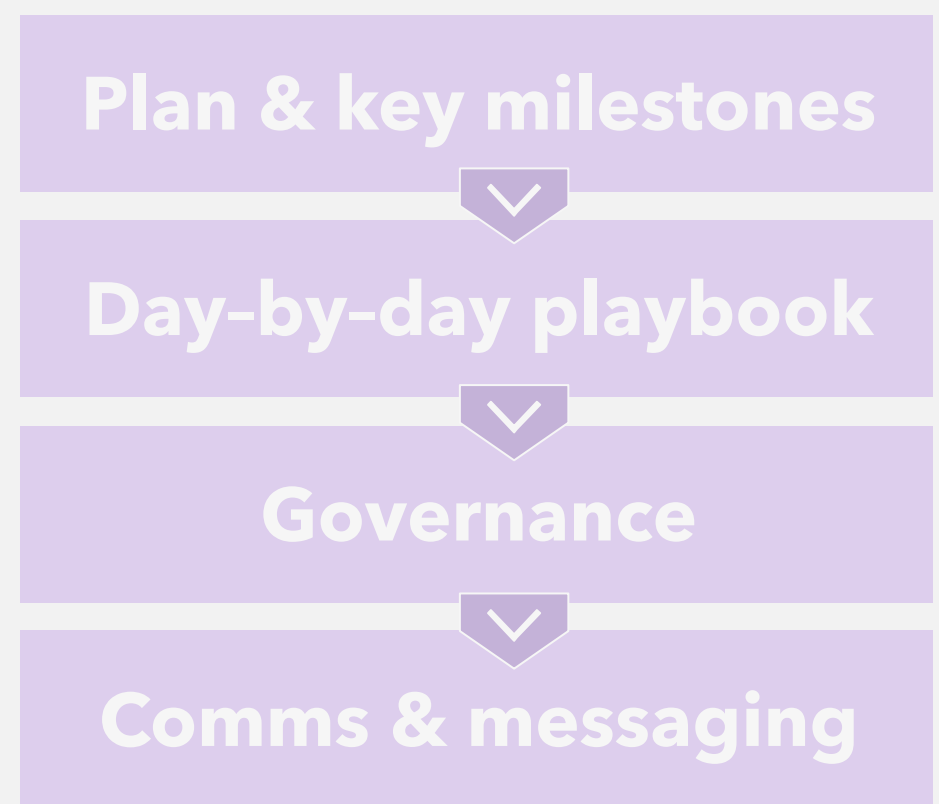 Plan & key milestones
Day-by-day playbook
Governance
Comms & messaging